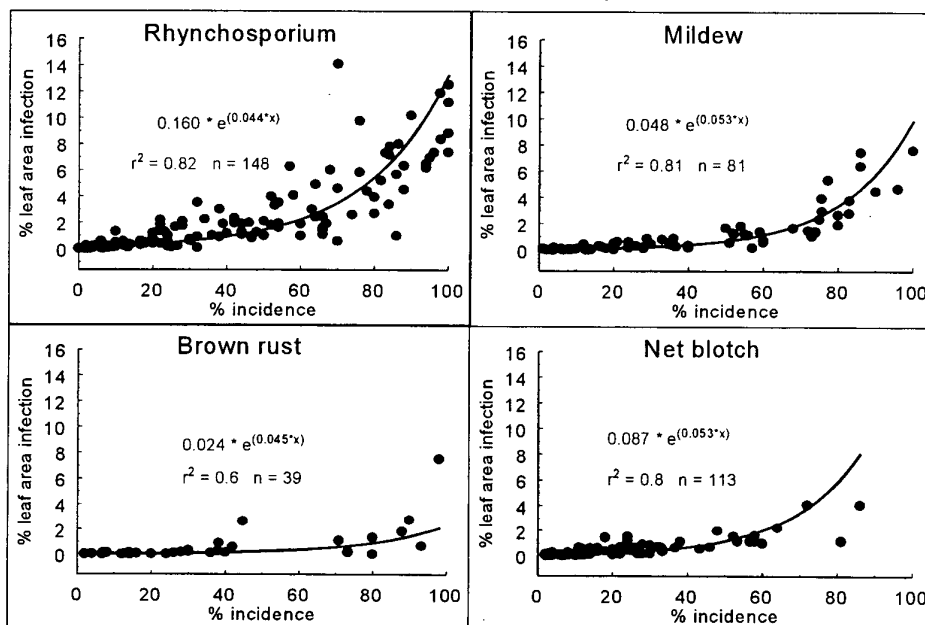 Rhynchosporium
% leaf area infection
16
14
12
10
8
6
4
2
0
0.160 * e(0.044*x)
r2 = 0.82 n = 148
0 20 40 60 80 100
% incidence
Mildew
% leaf area infection
16
14
12
10
8
6
4
2
0
0.048 * e(0.053*x)
r2 = 0.81 n = 81
0 20 40 60 80 100
% incidence
Brown rust
% leaf area infection
16
14
12
10
8
6
4
2
0
0.024 * e(0.045*x)
r2 = 0.6 n = 39
0 20 40 60 80 100
% incidence
Net blotch
% leaf area infection
16
14
12
10
8
6
4
2
0
0.087 * e(0.053*x)
r2 = 0.8 n = 113
0 20 40 60 80 100
% incidence